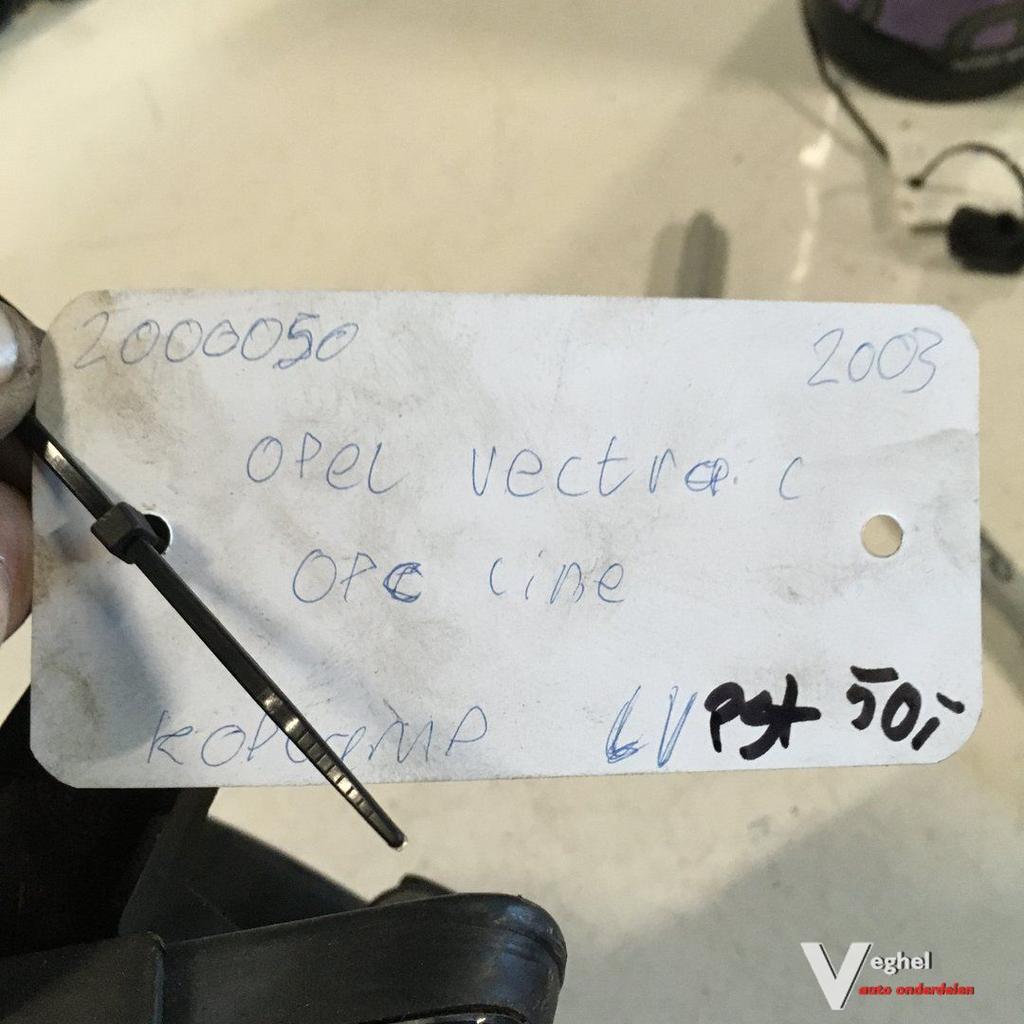 2000050 2003
OPEL Vectra C
OPC Line
KOPLAMP LV pst 50,-
Veghel
auto onderdelen